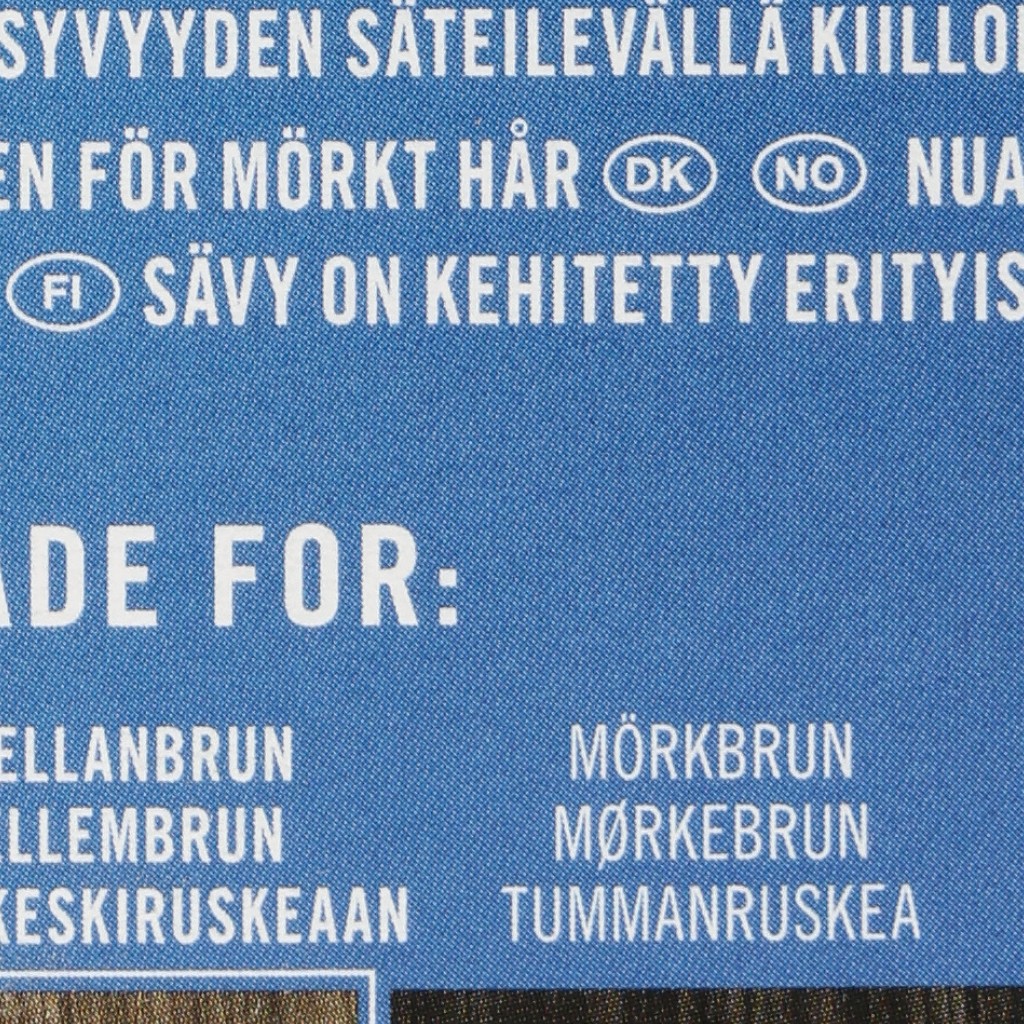 SYVYYDEN SÄTEILEVÄLLÄ KIILLO
EN FÖR MÖRKT HÅR DK NO NUA
FI SÄVY ON KEHITETTY ERITYIS
ADE FOR:
ELLANBRUN MÖRKBRUN
LLEMBRUN MØRKEBRUN
KESKIRUSKEAAN TUMMANRUSKEA